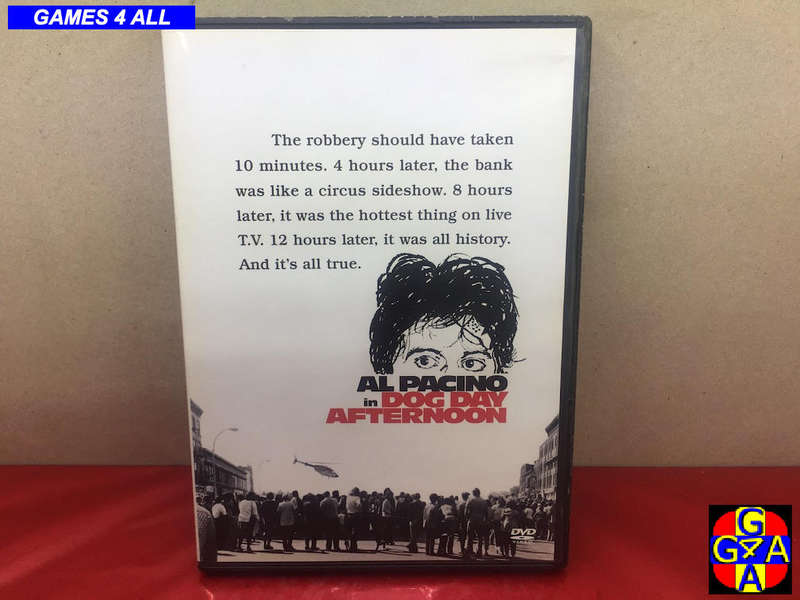 GAMES 4 ALL
The robbery should have taken
10 minutes. 4 hours later, the bank
was like a circus sideshow. 8 hours
later, it was the hottest thing on live
T.V. 12 hours later, it was all history.
And it's all true.
AL PACINO
in DOG DAY
AFTERNOON
DVD
VIDEO
G
G4A
A